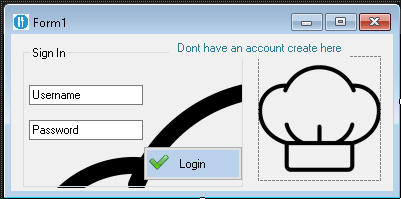 Form1
Dont have an account create here
Sign In
Username
Password
Login